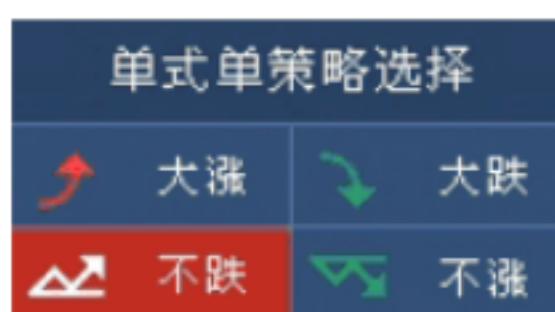 单式单策略选择
大涨 大跌
不跌 不涨